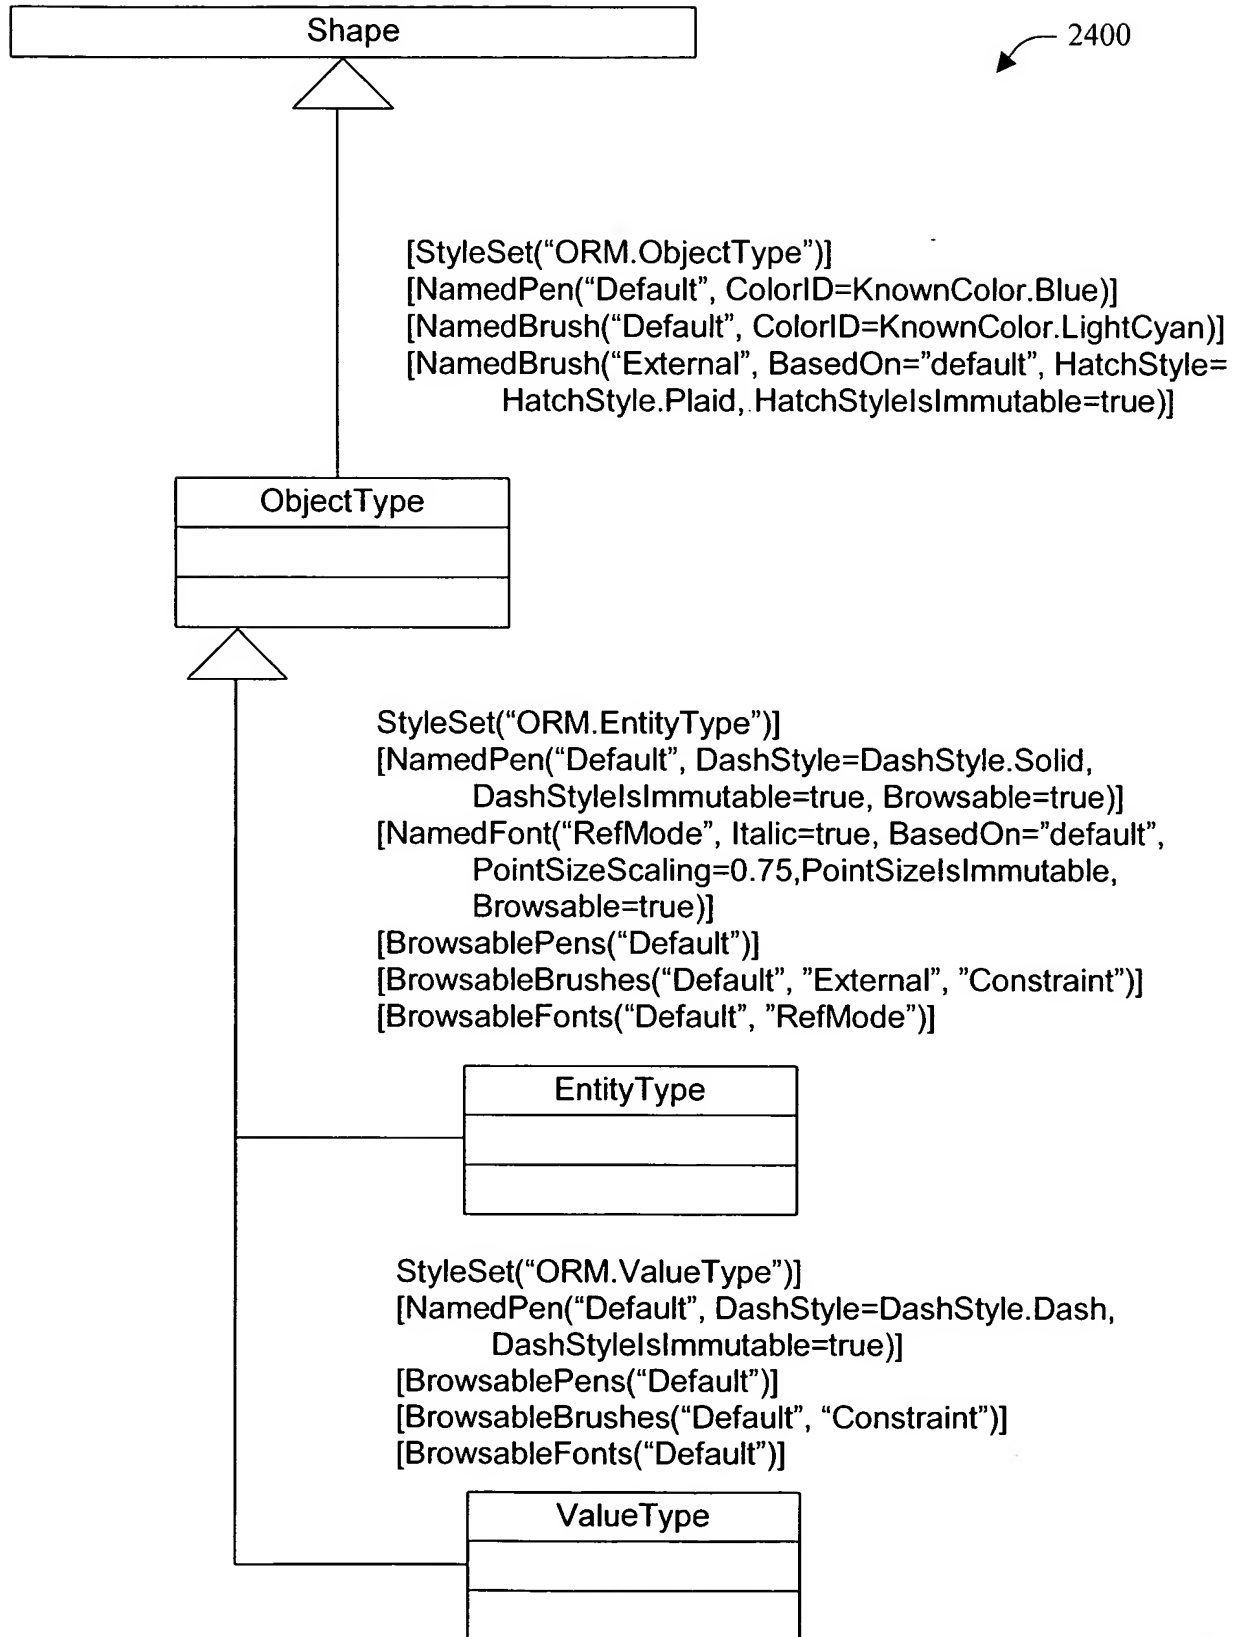 Shape
2400
[StyleSet(“ORM.ObjectType”)]
[NamedPen(“Default”, ColorID=KnownColor.Blue)]
[NamedBrush(“Default”, ColorID=KnownColor.LightCyan)]
[NamedBrush(“External”, BasedOn=”default”, HatchStyle=
HatchStyle.Plaid, HatchStyleIsImmutable=true)]
ObjectType
StyleSet(“ORM.EntityType”)]
[NamedPen(“Default”, DashStyle=DashStyle.Solid,
DashStyleIsImmutable=true, Browsable=true)]
[NamedFont(“RefMode”, Italic=true, BasedOn=”default”,
PointSizeScaling=0.75,PointSizeIsImmutable,
Browsable=true)]
[BrowsablePens(“Default”)]
[BrowsableBrushes(“Default”, ”External”, ”Constraint”)]
[BrowsableFonts(“Default”, ”RefMode”)]
EntityType
StyleSet(“ORM.ValueType”)]
[NamedPen(“Default”, DashStyle=DashStyle.Dash,
DashStyleIsImmutable=true)]
[BrowsablePens(“Default”)]
[BrowsableBrushes(“Default”, “Constraint”)]
[BrowsableFonts(“Default”)]
ValueType